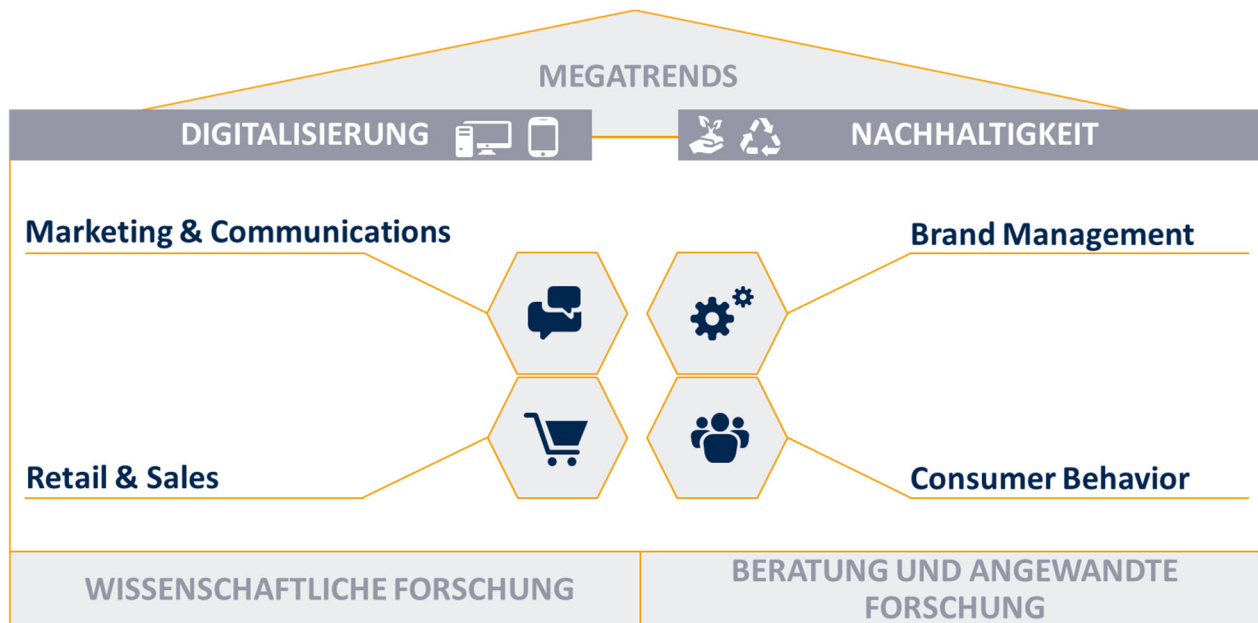 MEGATRENDS
DIGITALISIERUNG
NACHHALTIGKEIT
Marketing & Communications
Brand Management
Retail & Sales
Consumer Behavior
WISSENSCHAFTLICHE FORSCHUNG
BERATUNG UND ANGEWANDTE
FORSCHUNG